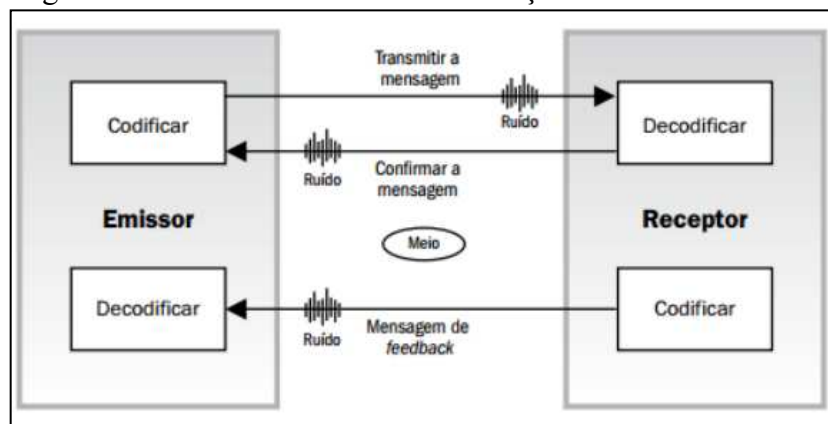 Transmitir a
mensagem
Codificar
Ruído
Decodificar
Ruído
Confirmar a
mensagem
Emissor
Meio
Receptor
Decodificar
Ruído
Mensagem de
feedback
Codificar